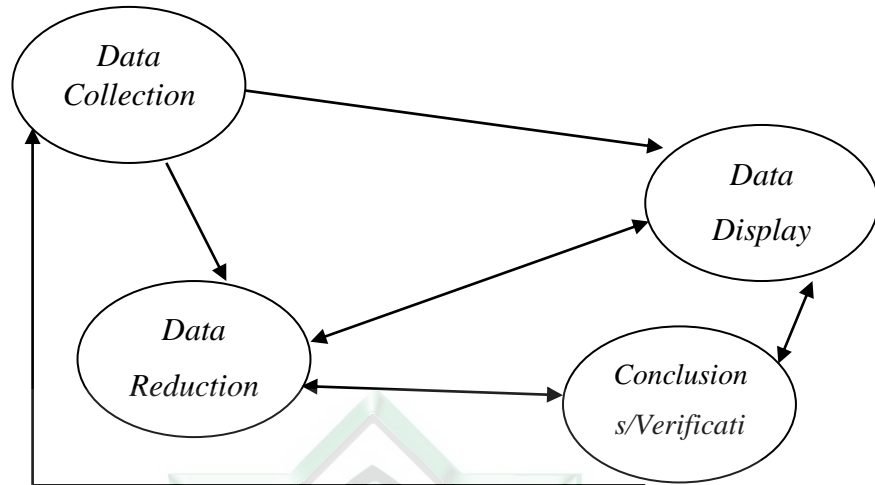 Data
Collection
Data
Display
Data
Reduction
Conclusion
s/Verificati